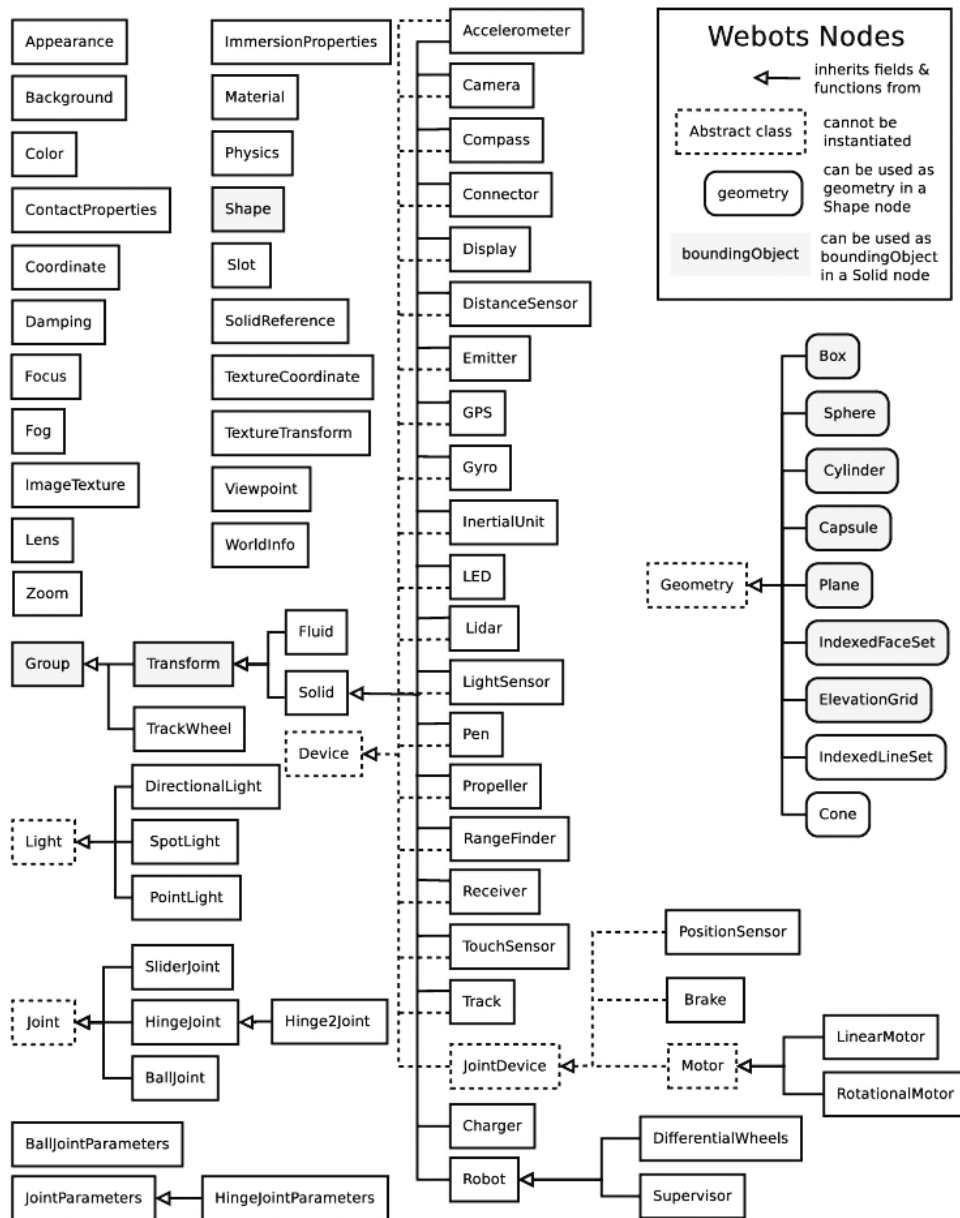 Appearance
Background
Color
ContactProperties
Coordinate
Damping
Focus
Fog
ImageTexture
Lens
Zoom
ImmersionProperties
Material
Physics
Shape
Slot
SolidReference
TextureCoordinate
TextureTransform
Viewpoint
WorldInfo
Group
Transform
TrackWheel
Fluid
Solid
Device
Light
DirectionalLight
SpotLight
PointLight
Joint
SliderJoint
HingeJoint
Hinge2Joint
BallJoint
BallJointParameters
JointParameters
HingeJointParameters
Accelerometer
Camera
Compass
Connector
Display
DistanceSensor
Emitter
GPS
Gyro
InertialUnit
LED
Lidar
LightSensor
Pen
Propeller
RangeFinder
Receiver
TouchSensor
Track
JointDevice
Charger
Robot
PositionSensor
Brake
Motor
LinearMotor
RotationalMotor
DifferentialWheels
Supervisor
Webots Nodes
inherits fields &
functions from
Abstract class
cannot be
instantiated
geometry
can be used as
geometry in a
Shape node
boundingObject
can be used as
boundingObject
in a Solid node
Geometry
Box
Sphere
Cylinder
Capsule
Plane
IndexedFaceSet
ElevationGrid
IndexedLineSet
Cone